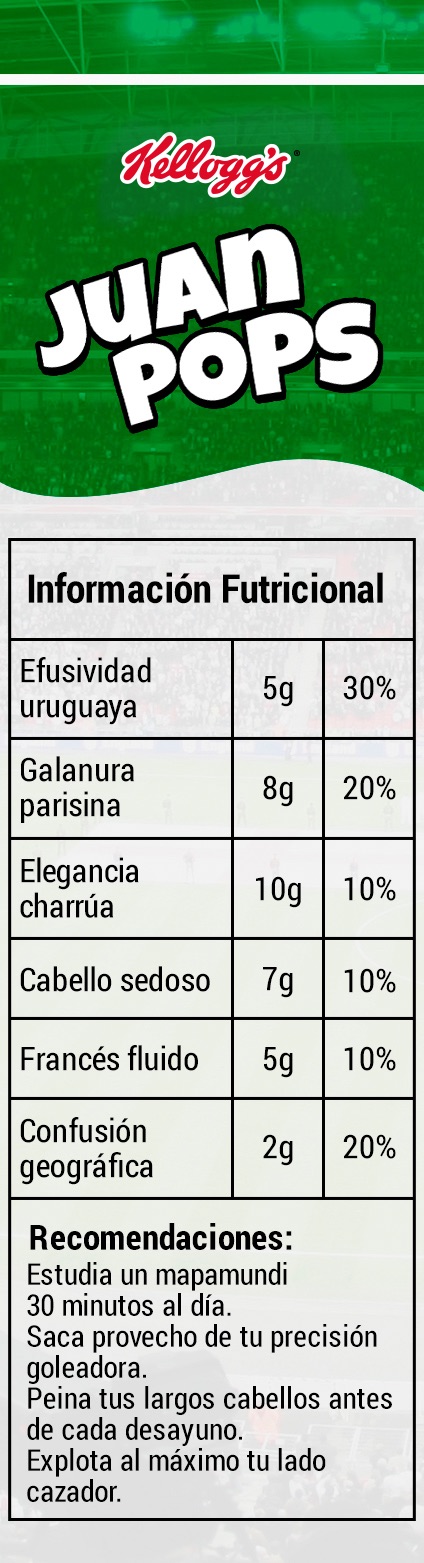 Kellogg's®
JUAN
POPS
Información Futricional
Efusividad
uruguaya
5g
30%
Galanura
parisina
8g
20%
Elegancia
charrúa
10g
10%
Cabello sedoso
7g
10%
Francés fluido
5g
10%
Confusión
geográfica
2g
20%
Recomendaciones:
Estudia un mapamundi
30 minutos al día.
Saca provecho de tu precisión
goleadora.
Peina tus largos cabellos antes
de cada desayuno.
Explota al máximo tu lado
cazador.